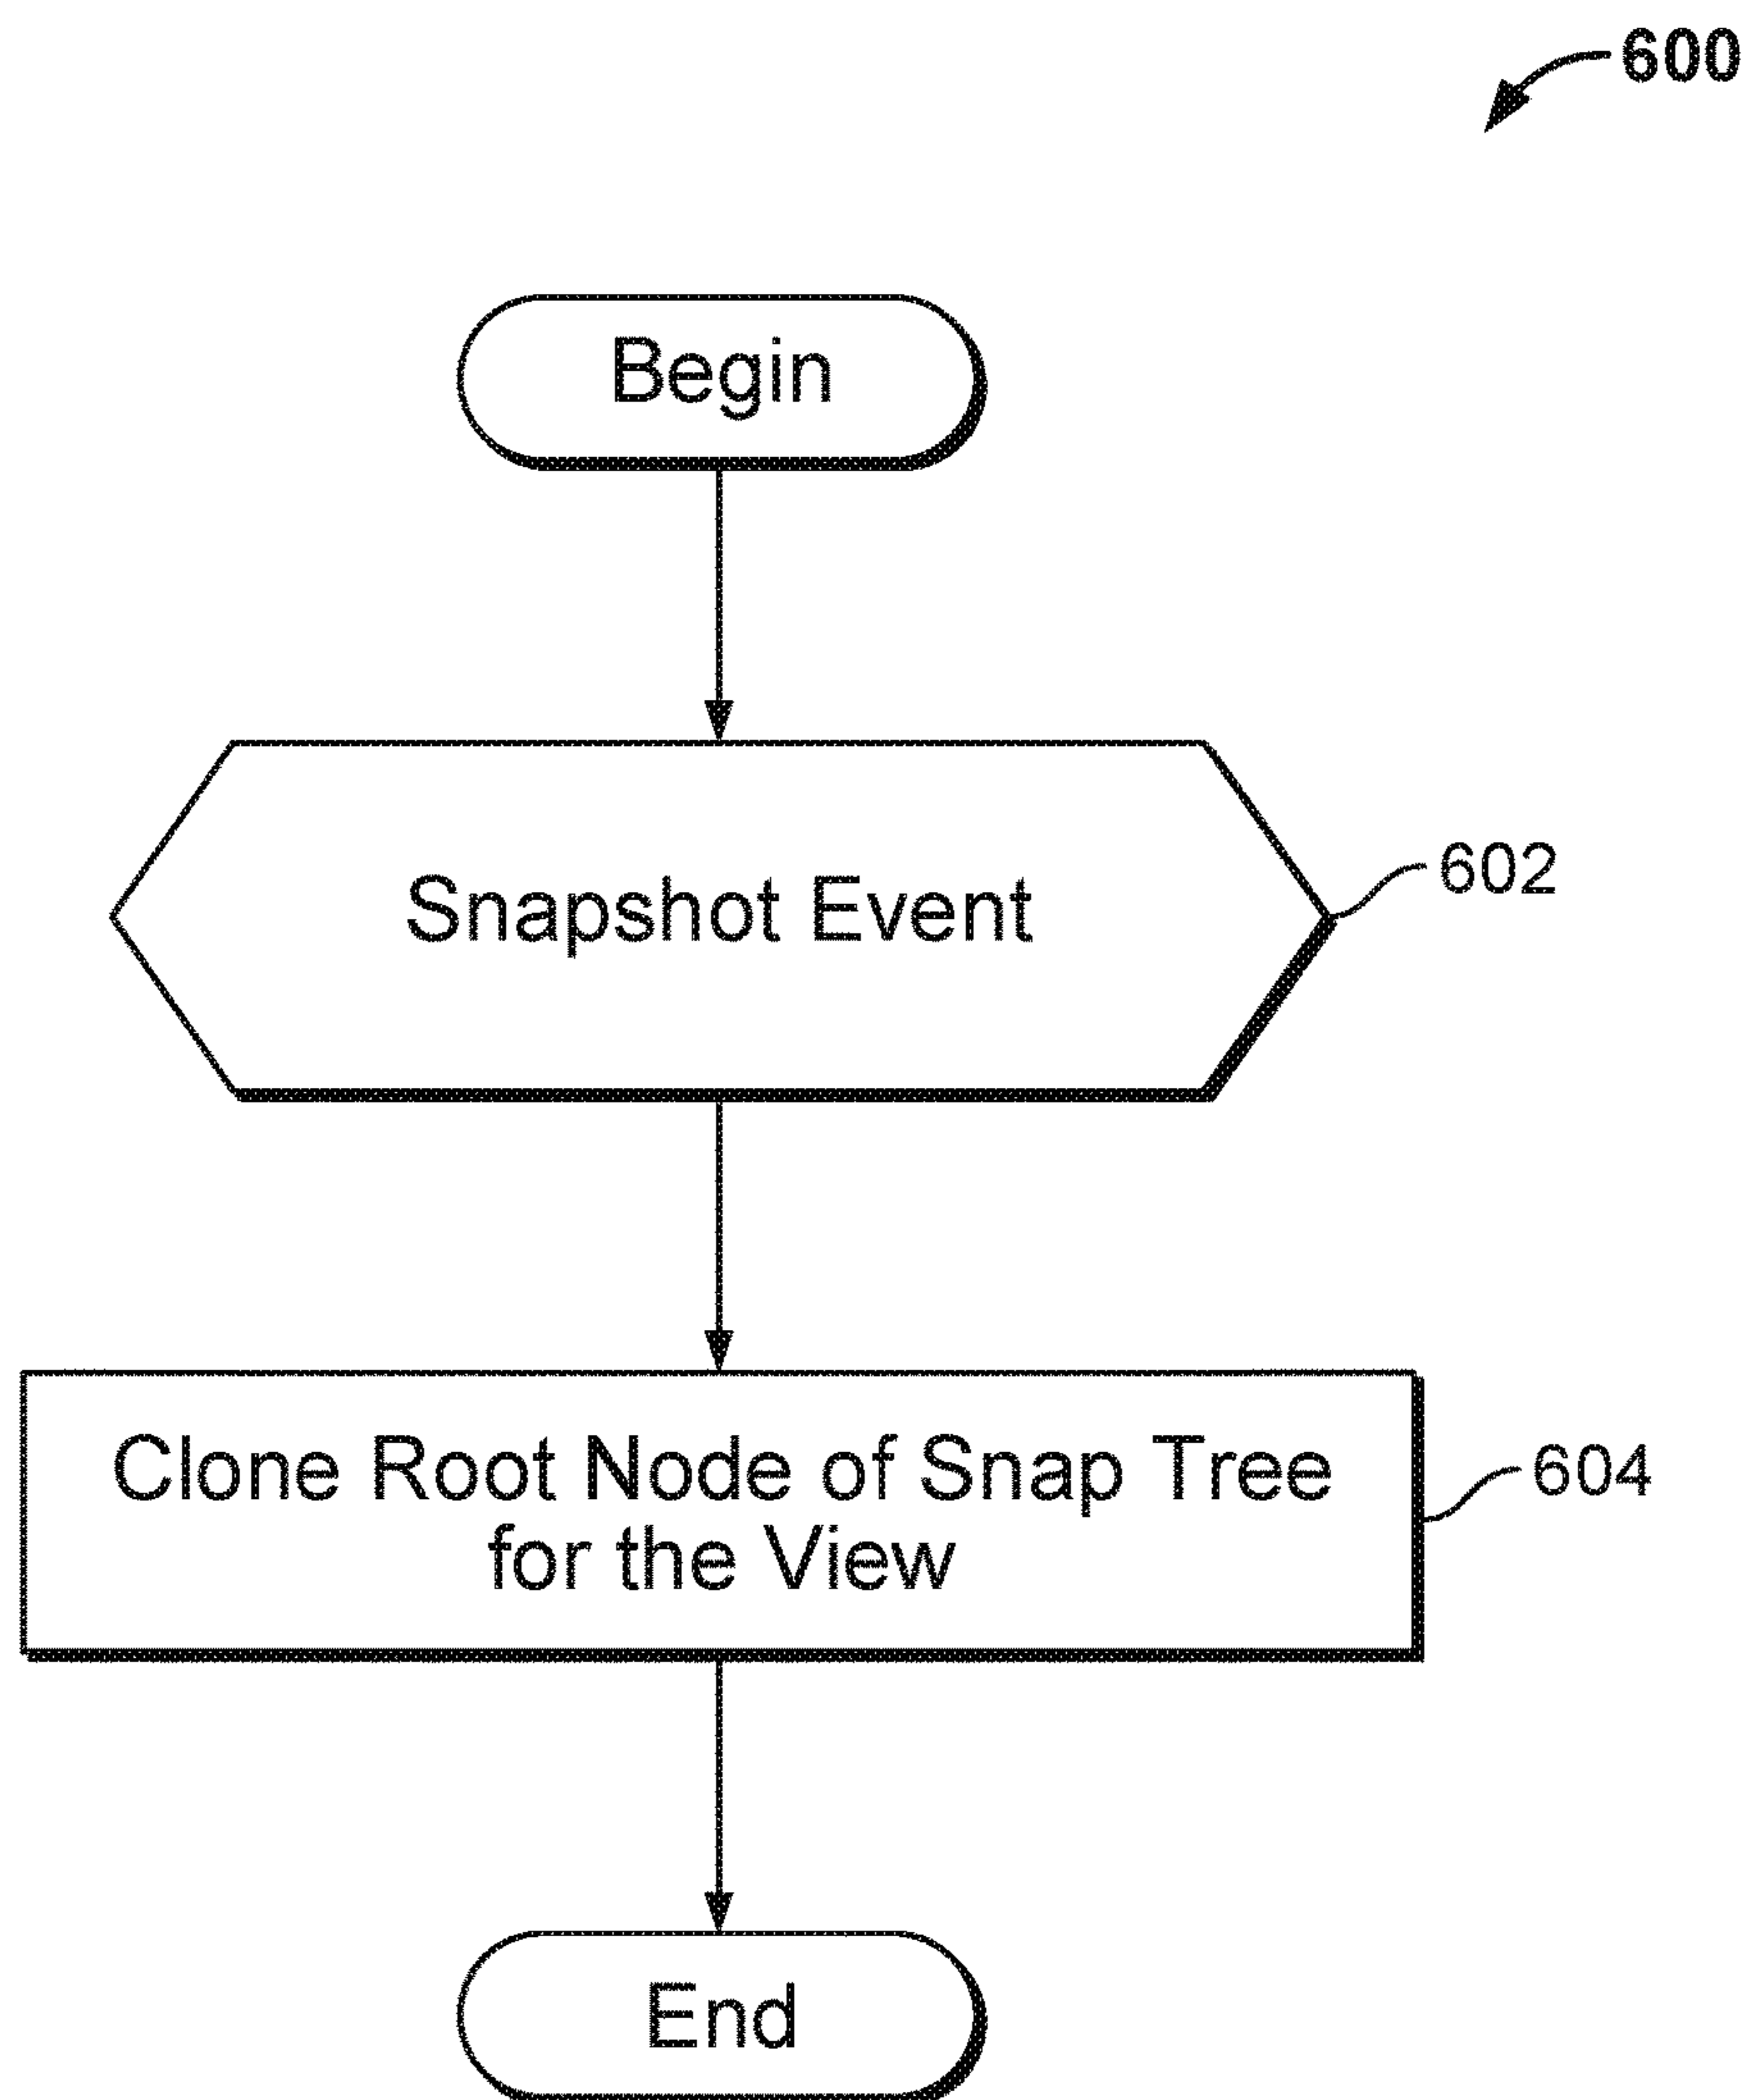 600
Begin
Snapshot Event
602
Clone Root Node of Snap Tree
for the View
604
End